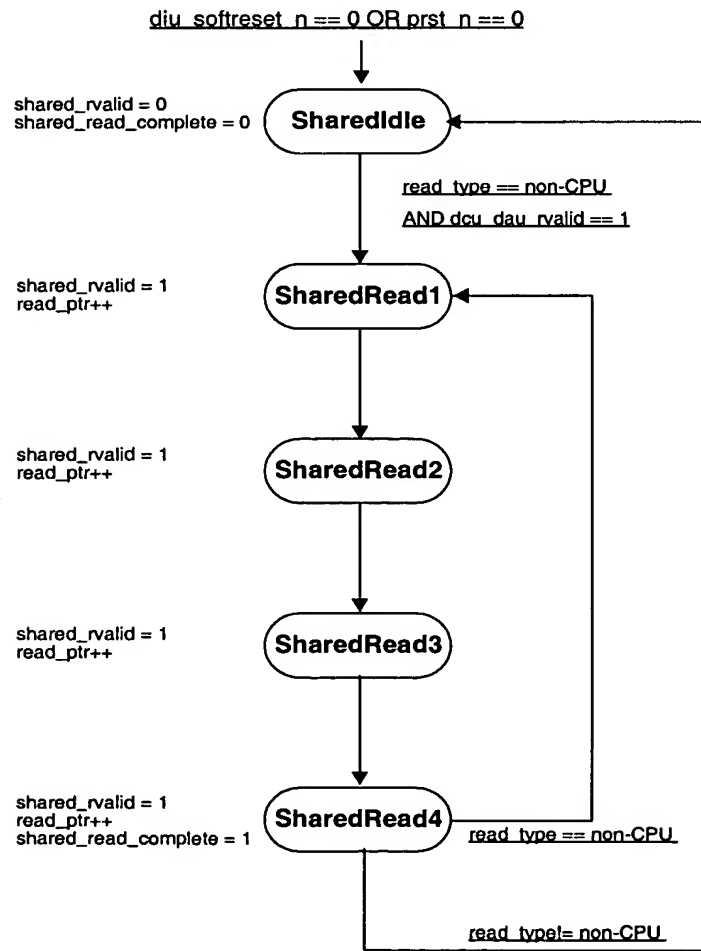 diu_softreset_n == 0 OR prst_n == 0
shared_rvalid = 0
shared_read_complete = 0
SharedIdle
read_type == non-CPU
AND dcu_dau_rvalid == 1
shared_rvalid = 1
read_ptr++
SharedRead1
shared_rvalid = 1
read_ptr++
SharedRead2
shared_rvalid = 1
read_ptr++
SharedRead3
shared_rvalid = 1
read_ptr++
shared_read_complete = 1
SharedRead4
read_type == non-CPU
read_type!= non-CPU